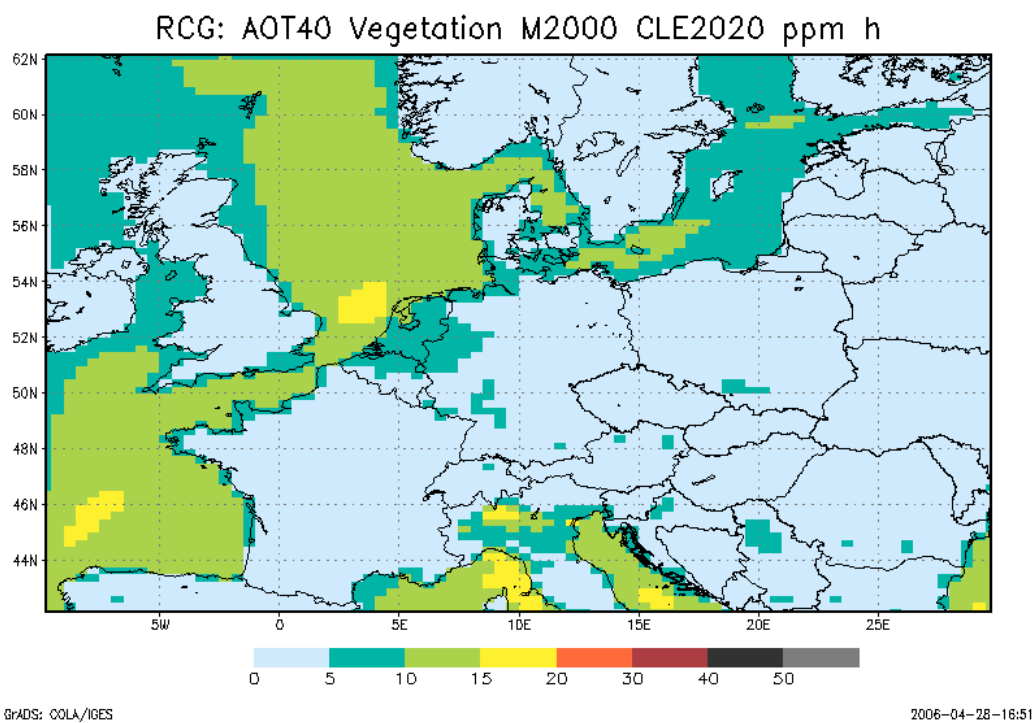 RCG: AOT40 Vegetation M2000 CLE2020 ppm h
62N
60N
58N
56N
54N
52N
50N
48N
46N
44N
5W 0 5E 10E 15E 20E 25E
0 5 10 15 20 30 40 50
GrADS: COLA/IGES 2006-04-28-16:51